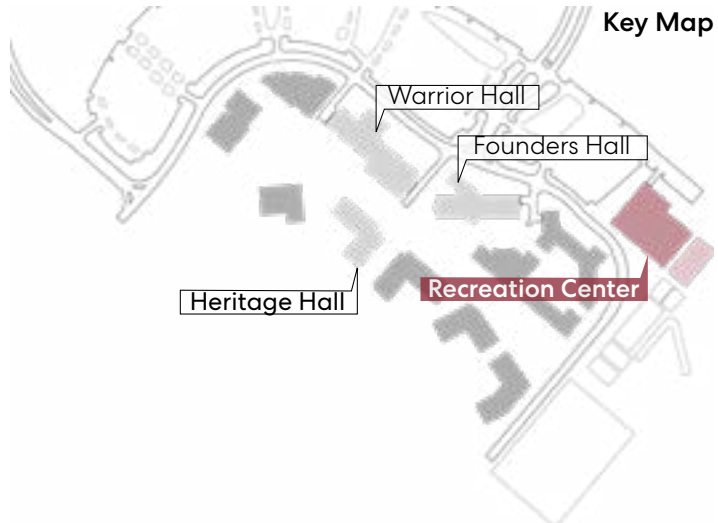 Key Map
Warrior Hall
Founders Hall
Recreation Center
Heritage Hall